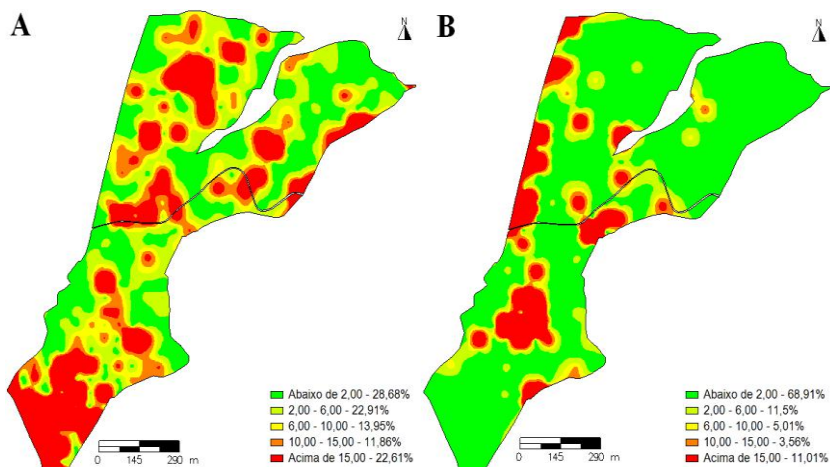 A
N
Abaixo de 2,00 - 28,68%
2,00 - 6,00 - 22,91%
6,00 - 10,00 - 13,95%
10,00 - 15,00 - 11,86%
Acima de 15,00 - 22,61%
m
0 145 290
B
N
Abaixo de 2,00 - 68,91%
2,00 - 6,00 - 11,5%
6,00 - 10,00 - 5,01%
10,00 - 15,00 - 3,56%
Acima de 15,00 - 11,01%
m
0 145 290